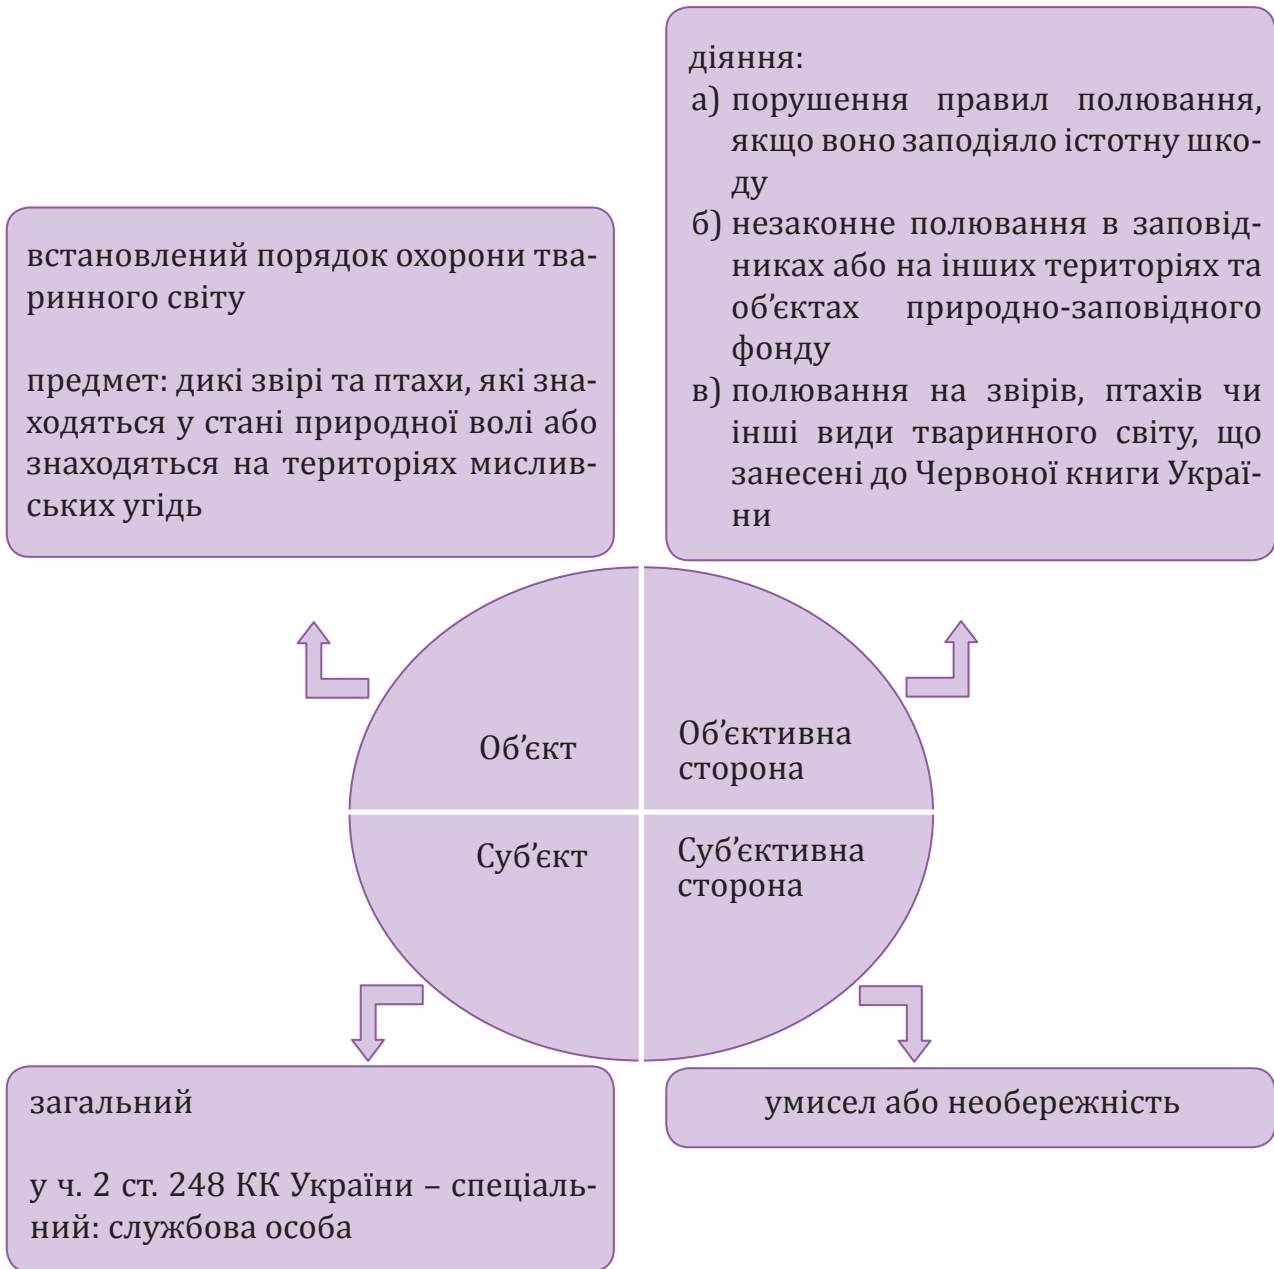 встановлений порядок охорони тва-
ринного світу
предмет: дикі звірі та птахи, які зна-
ходяться у стані природної волі або
знаходяться на територіях мислив-
ських угідь
діяння:
а) порушення правил полювання,
якщо воно заподіяло істотну шко-
ду
б) незаконне полювання в заповід-
никах або на інших територіях та
об’єктах природно-заповідного
фонду
в) полювання на звірів, птахів чи
інші види тваринного світу, що
занесені до Червоної книги Украї-
ни
Об’єкт
Об’єктивна
сторона
Суб’єкт
Суб’єктивна
сторона
загальний
у ч. 2 ст. 248 КК України – спеціаль-
ний: службова особа
умисел або необережність